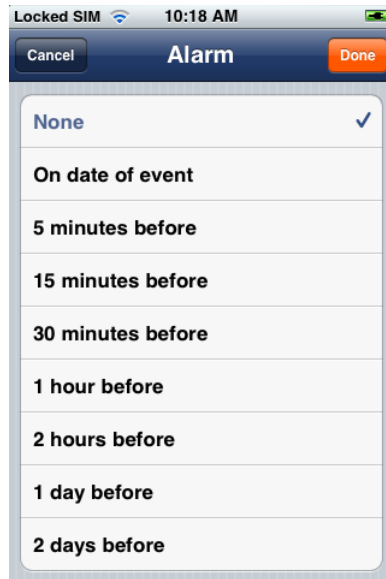 Locked SIM 10:18 AM
Cancel Alarm Done
None
On date of event
5 minutes before
15 minutes before
30 minutes before
1 hour before
2 hours before
1 day before
2 days before